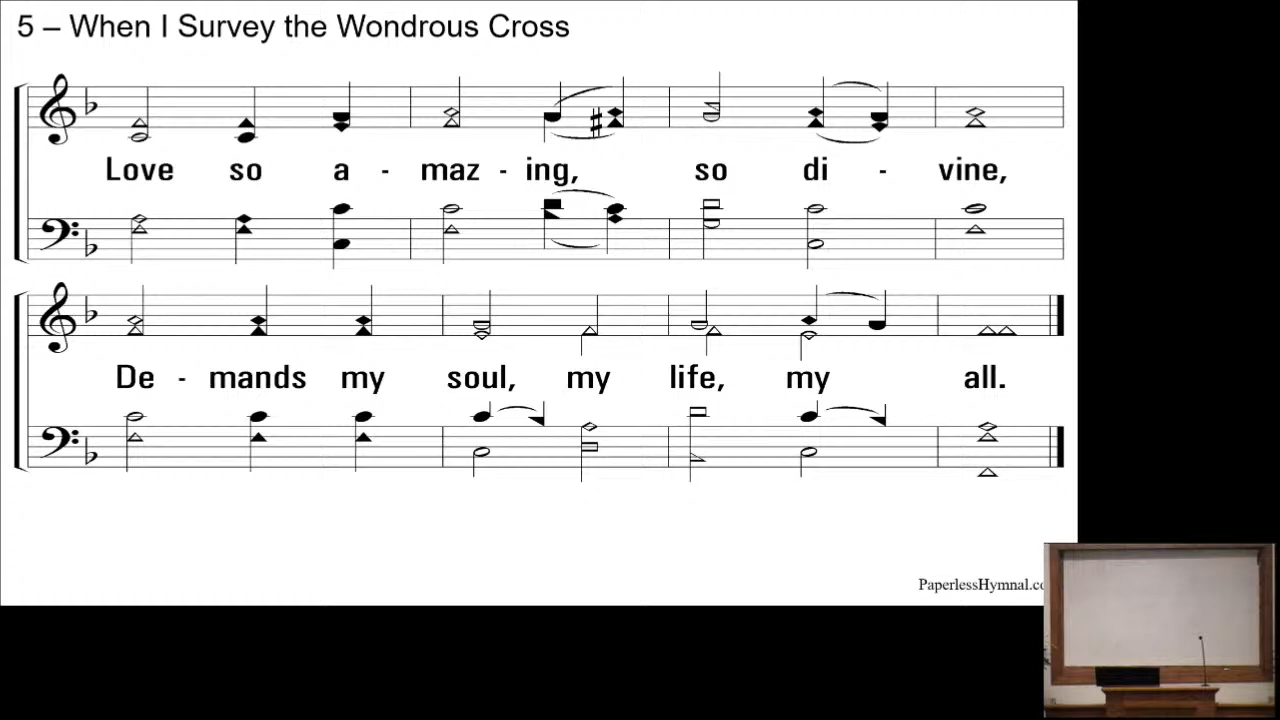 5 – When I Survey the Wondrous Cross
Love so a - maz - ing, so di - vine,
De - mands my soul, my life, my all.
PaperlessHymnal.co